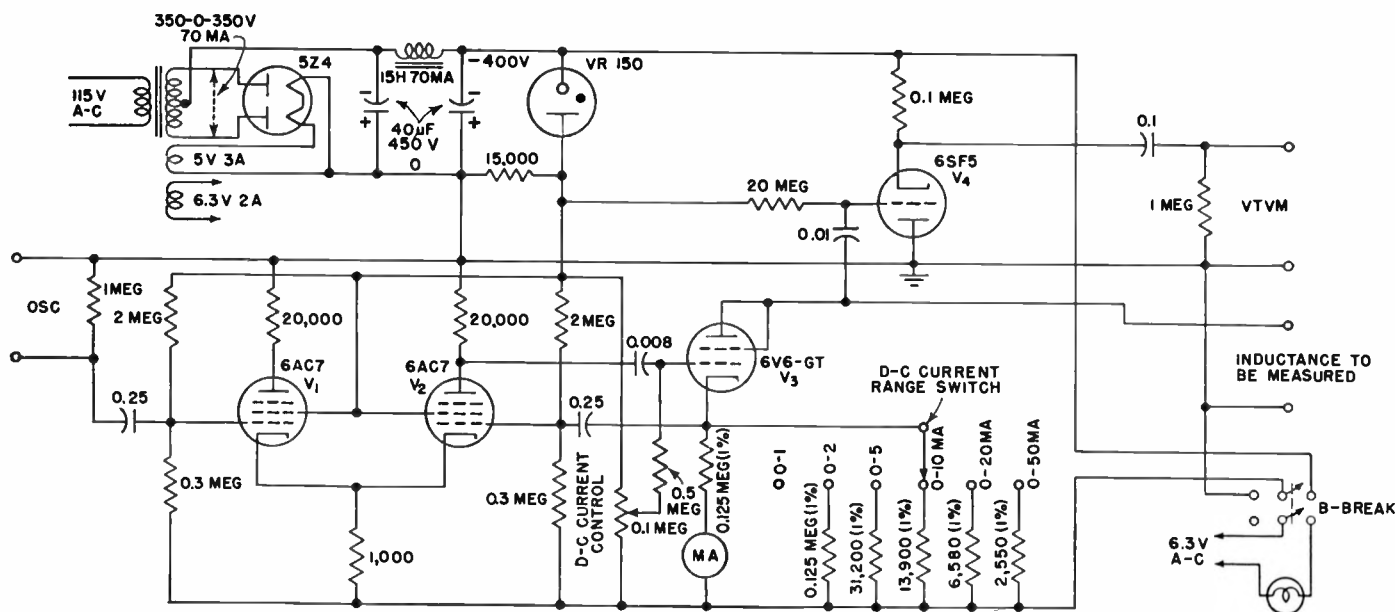 350-0-350V
70 MA
5Z4
115V
A-C
5V 3A
6.3V 2A
15H 70MA
-400V
-
-
+
+
40µF
450 V
0
VR 150
15,000
0.1 MEG
6SF5
V4
20 MEG
0.01
0.1
1 MEG
VTVM
OSC
1MEG
2 MEG
20,000
20,000
2 MEG
6AC7
V1
6AC7
V2
0.25
0.25
0.008
6V6-GT
V3
D-C CURRENT
RANGE SWITCH
INDUCTANCE TO
BE MEASURED
0.3 MEG
1,000
0.3 MEG
D-C CURRENT
CONTROL
0.1 MEG
0.5
MEG
0.125 MEG (1%)
MA
0-1
0-2
0-5
0-10 MA
0-20MA
0-50MA
0.125 MEG (1%)
31,200 (1%)
13,900 (1%)
6,580 (1%)
2,550 (1%)
B-BREAK
6.3V
A-C